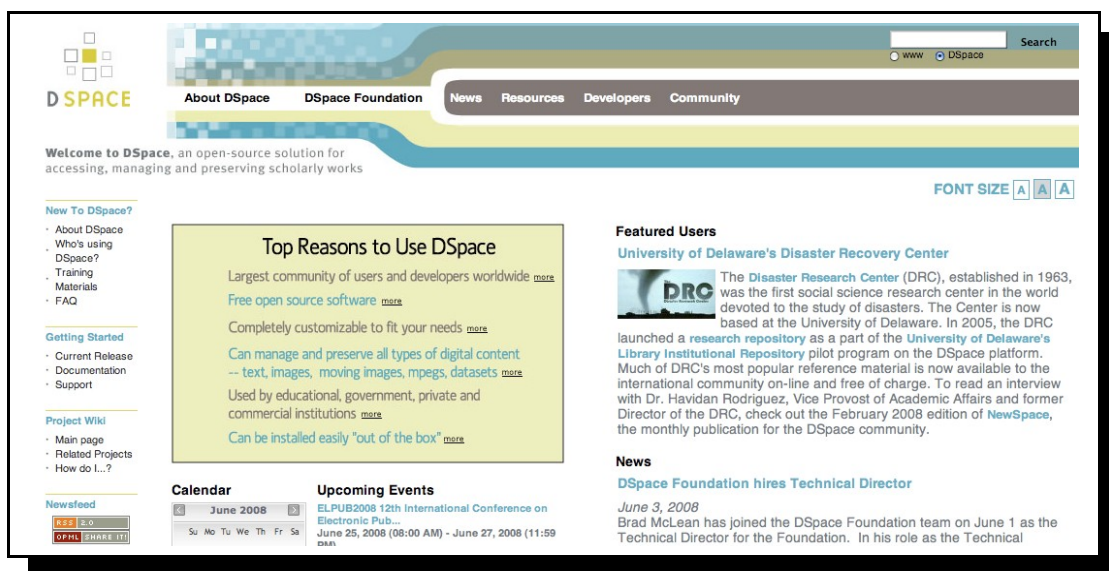 DSPACE
Search
www DSpace
About DSpace DSpace Foundation News Resources Developers Community
Welcome to DSpace, an open-source solution for
accessing, managing and preserving scholarly works
FONT SIZE A A A
New To DSpace?
About DSpace
Who's using
DSpace?
Training
Materials
FAQ
Getting Started
Current Release
Documentation
Support
Project Wiki
Main page
Related Projects
How do I...?
Newsfeed
RSS 2.0
OPML SHARE IT!
Top Reasons to Use DSpace
Largest community of users and developers worldwide more
Free open source software more
Completely customizable to fit your needs more
Can manage and preserve all types of digital content
-- text, images, moving images, mpegs, datasets more
Used by educational, government, private and
commercial institutions more
Can be installed easily "out of the box" more
Calendar
June 2008
Su Mo Tu We Th Fr Sa
Upcoming Events
ELPUB2008 12th International Conference on
Electronic Pub...
June 25, 2008 (08:00 AM) - June 27, 2008 (11:59
PM)
Featured Users
University of Delaware's Disaster Recovery Center
DRC
The Disaster Research Center (DRC), established in 1963,
was the first social science research center in the world
devoted to the study of disasters. The Center is now
based at the University of Delaware. In 2005, the DRC
launched a research repository as a part of the University of Delaware's
Library Institutional Repository pilot program on the DSpace platform.
Much of DRC's most popular reference material is now available to the
international community on-line and free of charge. To read an interview
with Dr. Havidan Rodriguez, Vice Provost of Academic Affairs and former
Director of the DRC, check out the February 2008 edition of NewSpace,
the monthly publication for the DSpace community.
News
DSpace Foundation hires Technical Director
June 3, 2008
Brad McLean has joined the DSpace Foundation team on June 1 as the
Technical Director for the Foundation. In his role as the Technical